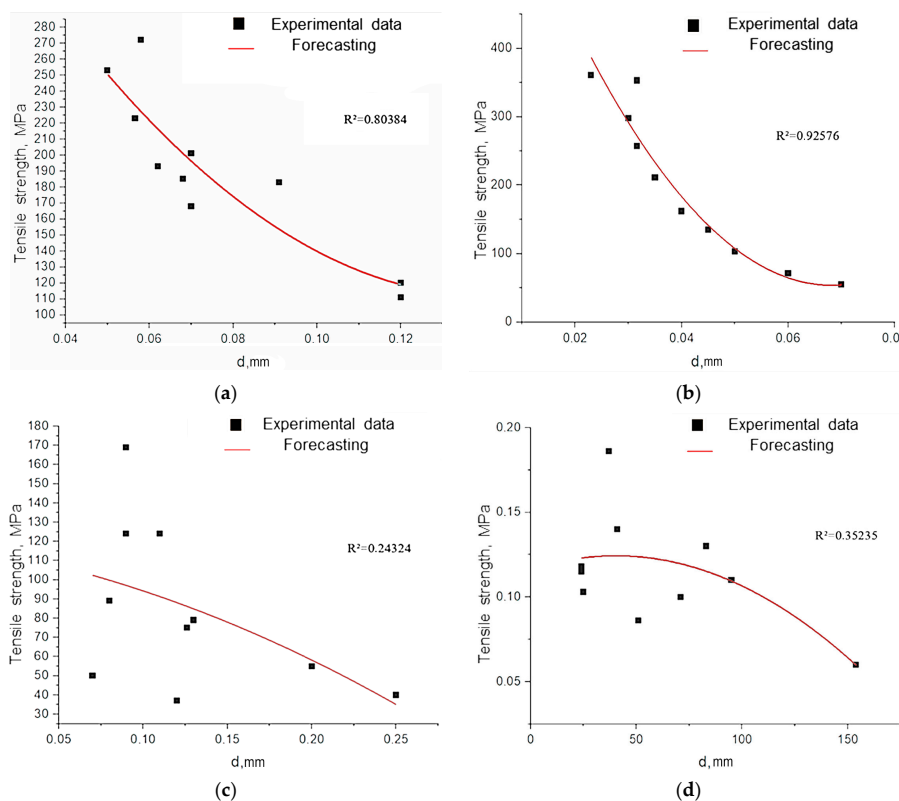 Experimental data
Forecasting
R²=0.80384
Tensile strength, MPa
280
270
260
250
240
230
220
210
200
190
180
170
160
150
140
130
120
110
100
0.04
0.06
0.08
0.10
0.12
d,mm
(a)
Experimental data
Forecasting
R²=0.92576
Tensile strength, MPa
400
300
200
100
0
0.02
0.04
0.06
0.0
d,mm
(b)
Experimental data
Forecasting
R²=0.24324
Tensile strength, MPa
180
170
160
150
140
130
120
110
100
90
80
70
60
50
40
30
0.05
0.10
0.15
0.20
0.25
d,mm
(c)
Experimental data
Forecasting
R²=0.35235
Tensile strength, MPa
0.20
0.15
0.10
0.05
0
50
100
150
d,mm
(d)